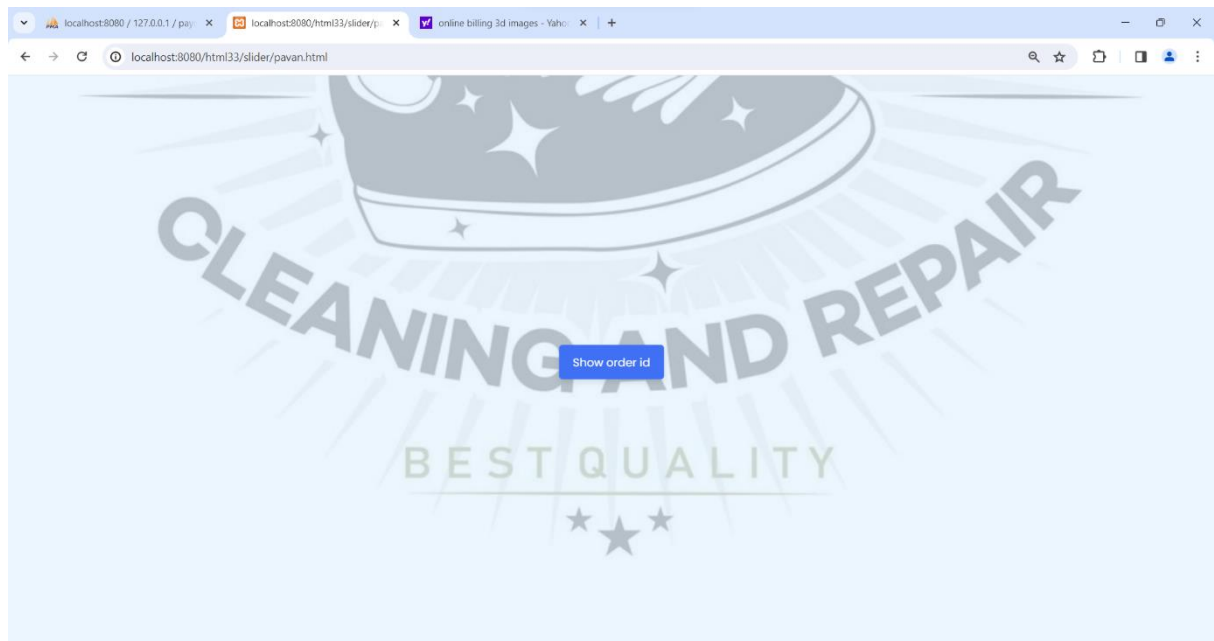 localhost:8080 / 127.0.0.1 / pay
localhost:8080/html33/slider/p
online billing 3d images - Yaho
localhost:8080/html33/slider/pavan.html
CLEANING AND REPAIR
Show order id
BEST QUALITY